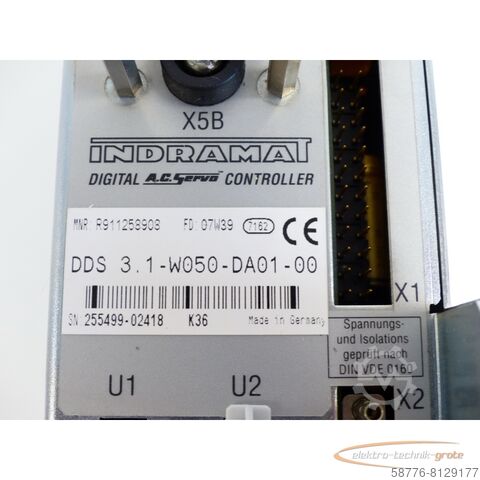 X5B
INDRAMAT
DIGITAL A.C. Servo CONTROLLER
MNR: R911258908 FD: 07W39 7162 CE
DDS 3.1-W050-DA01-00
SN 255499-02418 K36 Made in Germany
X1
Spannungs-
und Isolations
geprüft nach
DIN VDE 0160
U1 U2 X2
elektro-technik-grote
58776-8129177